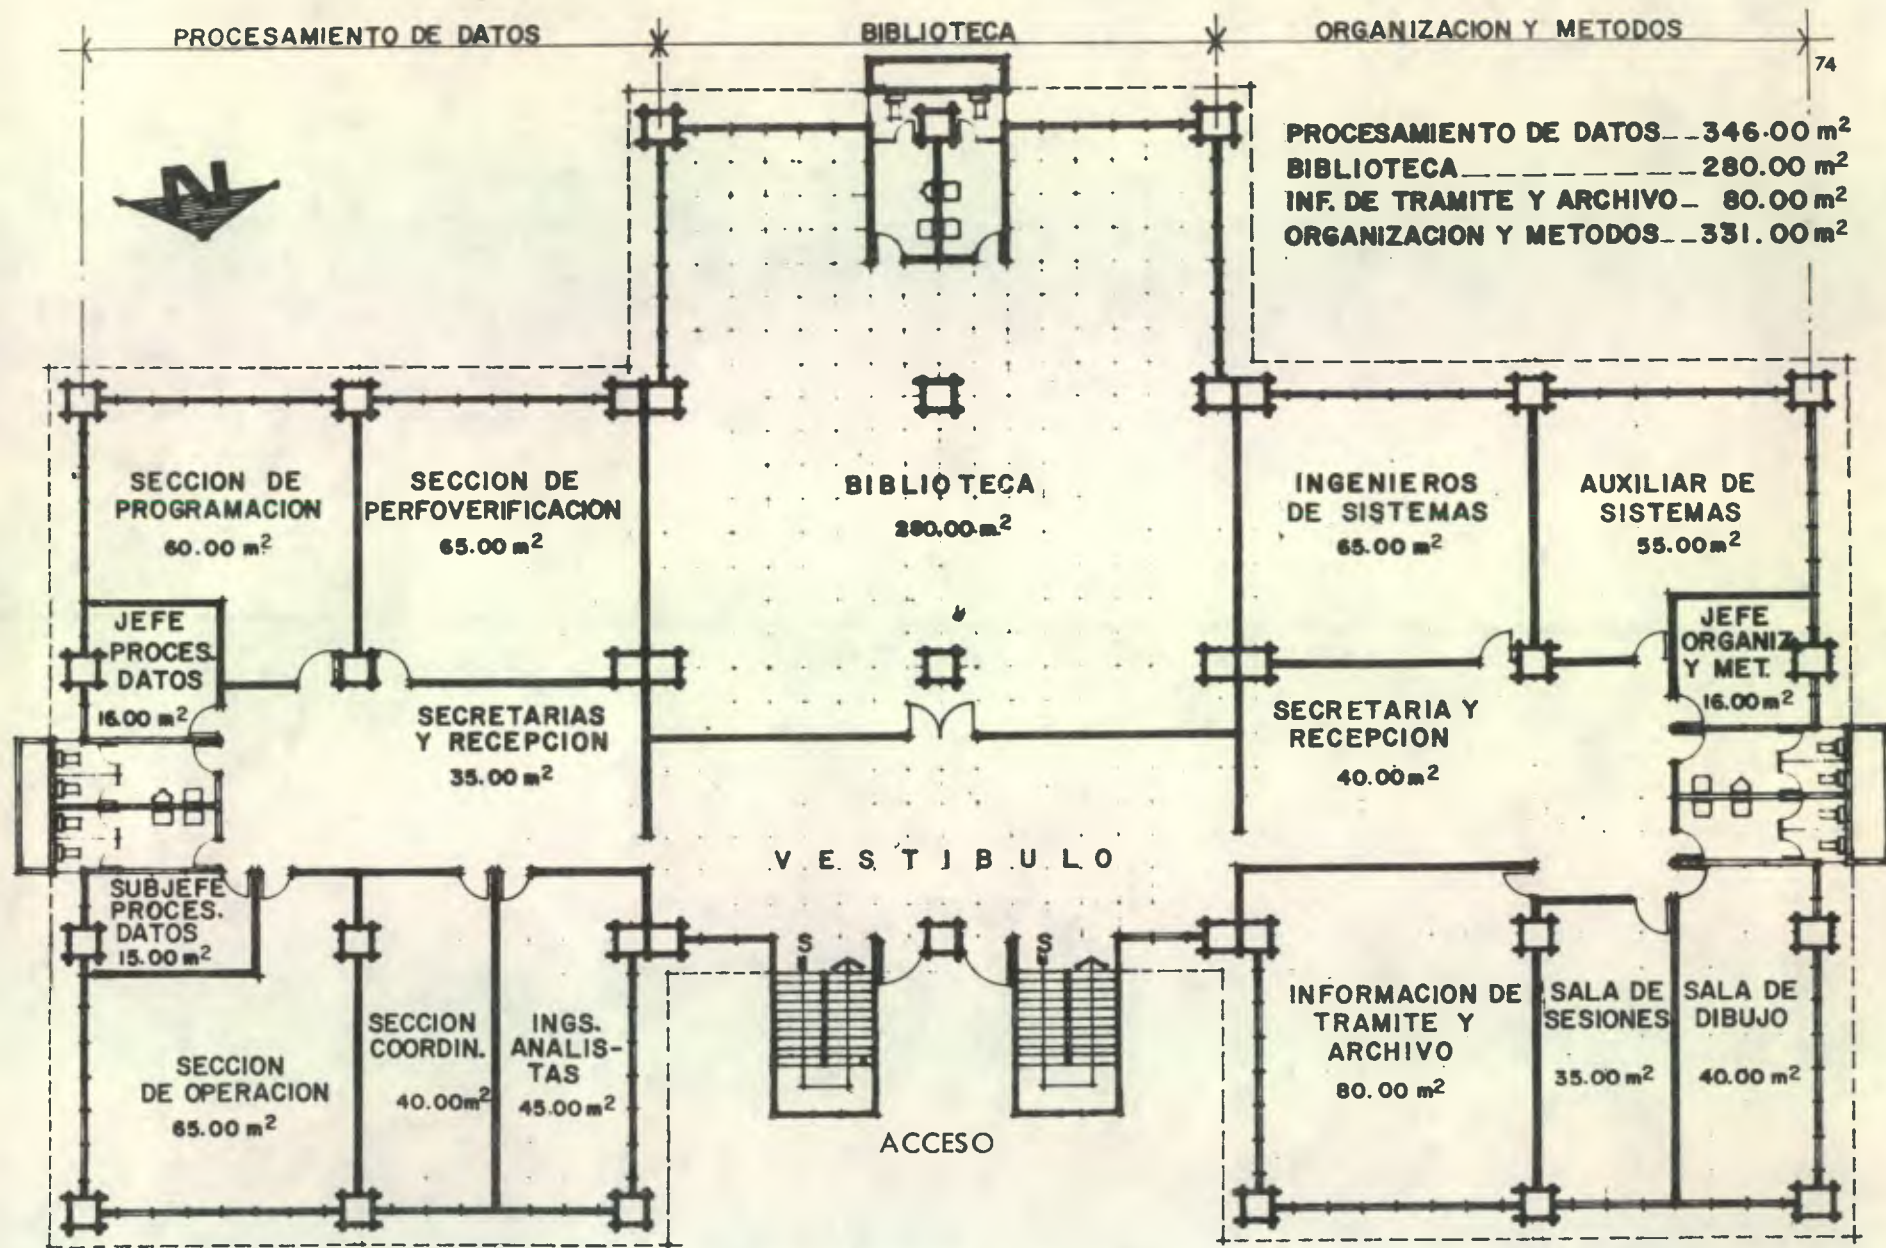 PROCESAMIENTO DE DATOS
BIBLIOTECA
ORGANIZACION Y METODOS
74
PROCESAMIENTO DE DATOS__346.00 m²
BIBLIOTECA__________280.00 m²
INF. DE TRAMITE Y ARCHIVO_ 80.00 m²
ORGANIZACION Y METODOS__331.00 m²
N
SECCION DE
PROGRAMACION
60.00 m²
SECCION DE
PERFOVERIFICACION
65.00 m²
BIBLIOTECA
280.00 m²
INGENIEROS
DE SISTEMAS
65.00 m²
AUXILIAR DE
SISTEMAS
55.00 m²
JEFE
PROCES.
DATOS
16.00 m²
SECRETARIAS
Y RECEPCION
35.00 m²
SECRETARIA Y
RECEPCION
40.00 m²
JEFE
ORGANIZ.
Y MET.
16.00 m²
VESTIBULO
SUBJEFE
PROCES.
DATOS
15.00 m²
S
S
SECCION
DE OPERACION
65.00 m²
SECCION
COORDIN.
40.00 m²
INGS.
ANALIS-
TAS
45.00 m²
ACCESO
INFORMACION DE
TRAMITE Y
ARCHIVO
80.00 m²
SALA DE
SESIONES
35.00 m²
SALA DE
DIBUJO
40.00 m²